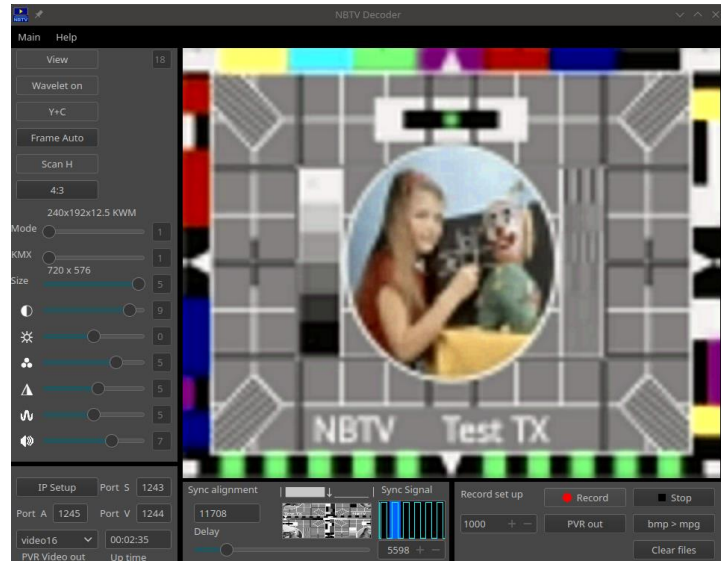 NBTV Decoder
Main Help
View 18
Wavelet on
Y+C
Frame Auto
Scan H
4:3
240x192x12.5 KWM
Mode 1
KMX 1
720 x 576
Size 5
9
0
5
5
5
7
NBTV Test TX
IP Setup Port S 1243
Port A 1245 Port V 1244
video16 00:02:35
PVR Video out Up time
Sync alignment Sync Signal
11708
Delay
5598 + −
Record set up Record Stop
1000 + − PVR out bmp > mpg
Clear files